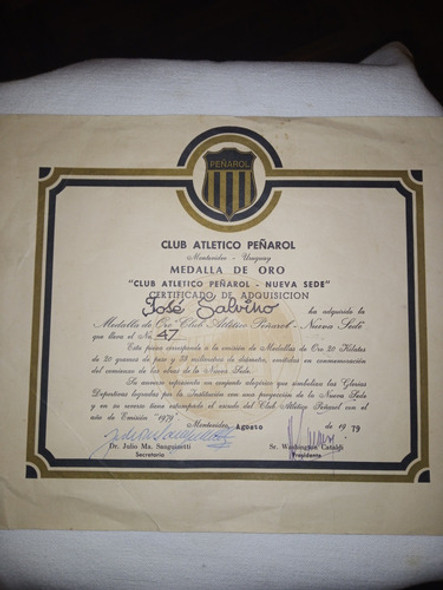 PEÑAROL
CLUB ATLETICO PEÑAROL
Montevideo - Uruguay
MEDALLA DE ORO
"CLUB ATLETICO PEÑAROL - NUEVA SEDE"
CERTIFICADO DE ADQUISICION
José Salvino
ha adquirido la
Medalla de Oro "Club Atlético Peñarol - Nueva Sede"
que lleva el No. 47
Esta pieza corresponde a la emisión de Medallas de Oro 20 Kilates
de 20 gramos de peso y 33 milímetros de diámetro, emitidas en conmemoración
del comienzo de las obras de la Nueva Sede.
Su anverso representa un conjunto alegórico que simboliza las Glorias
Deportivas logradas por la Institución con una proyección de la Nueva Sede
y en su reverso tiene estampado el escudo del Club Atlético Peñarol con el
año de Emisión "1979"
Montevideo, Agosto de 1979
Dr. Julio Ma. Sanguinetti
Secretario
Sr. Washington Cataldi
Presidente